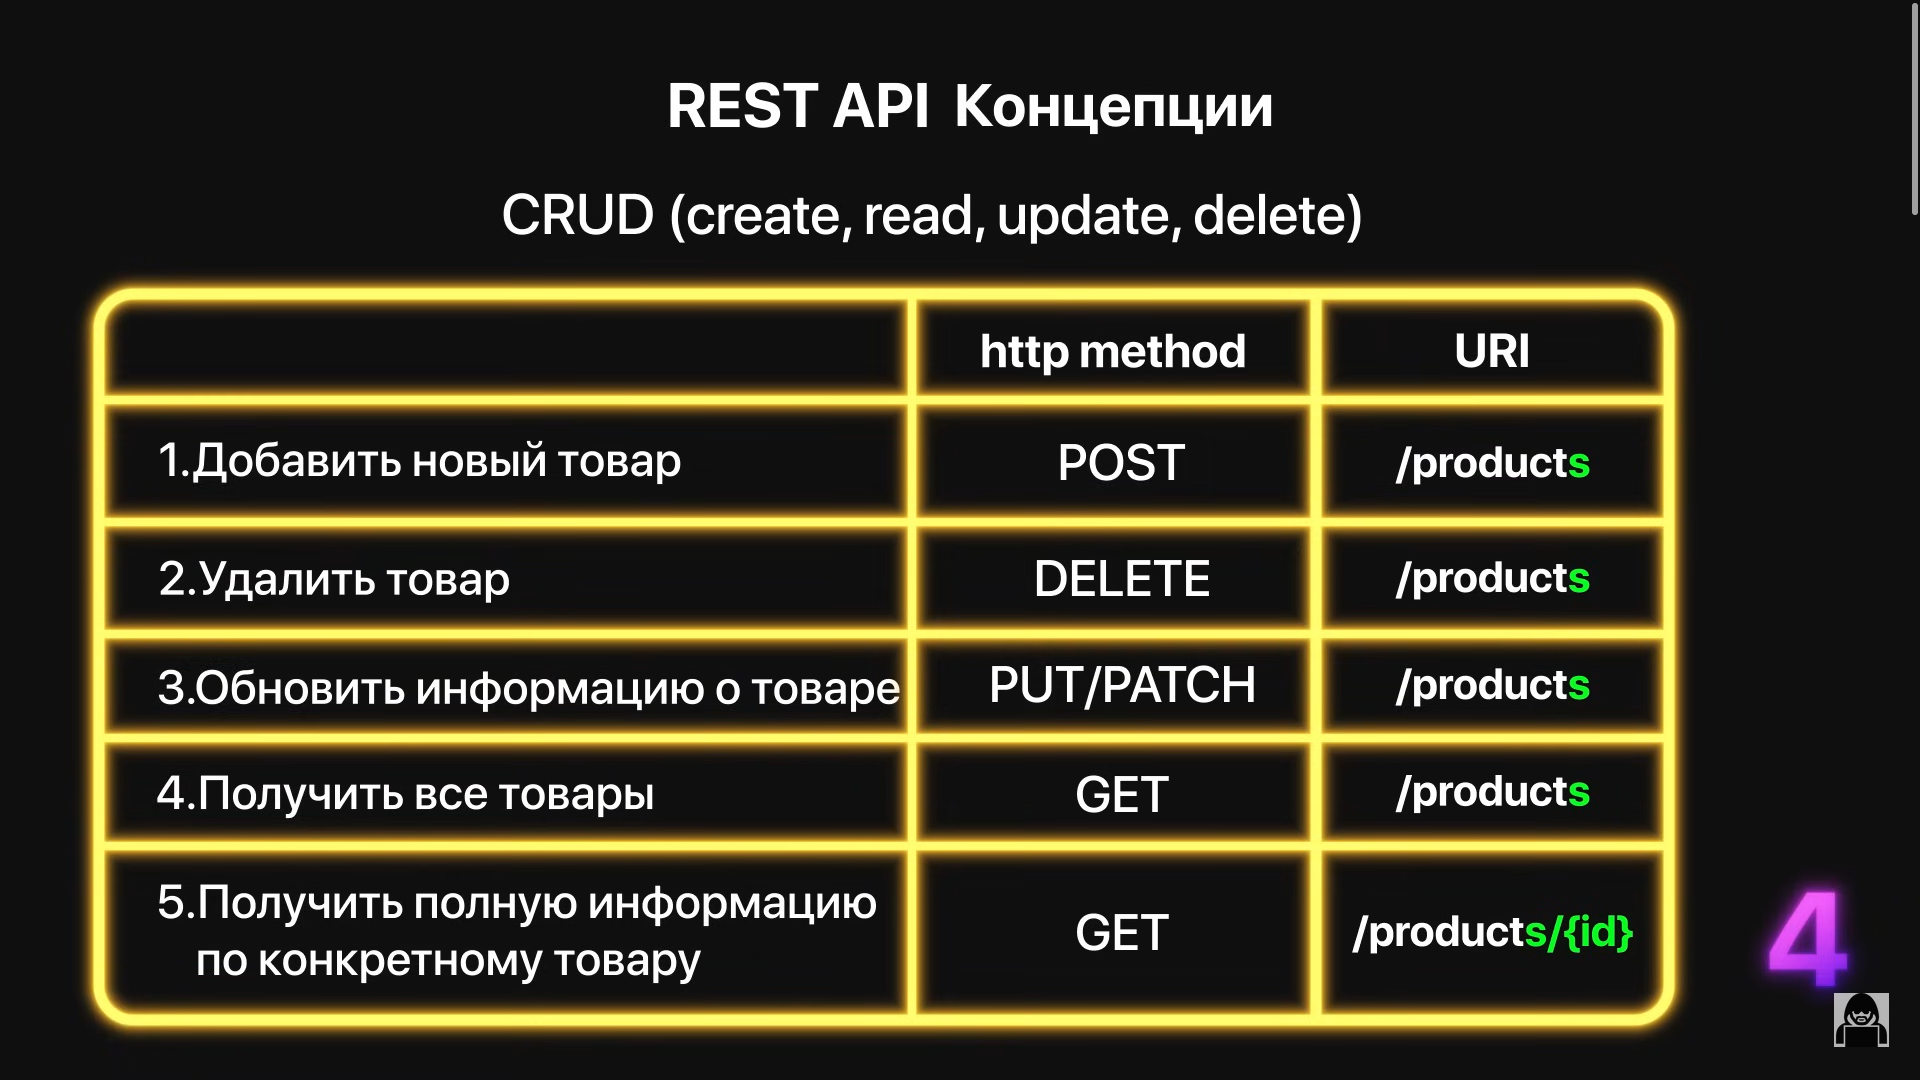 REST API Концепции
CRUD (create, read, update, delete)
http method URI
1.Добавить новый товар POST /products
2.Удалить товар DELETE /products
3.Обновить информацию о товаре PUT/PATCH /products
4.Получить все товары GET /products
5.Получить полную информацию
по конкретному товару GET /products/{id}
4